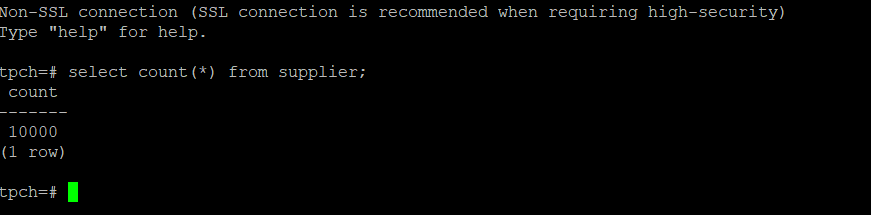 Non-SSL connection (SSL connection is recommended when requiring high-security)
Type "help" for help.
tpch=# select count(*) from supplier;
count
-------
10000
(1 row)
tpch=#